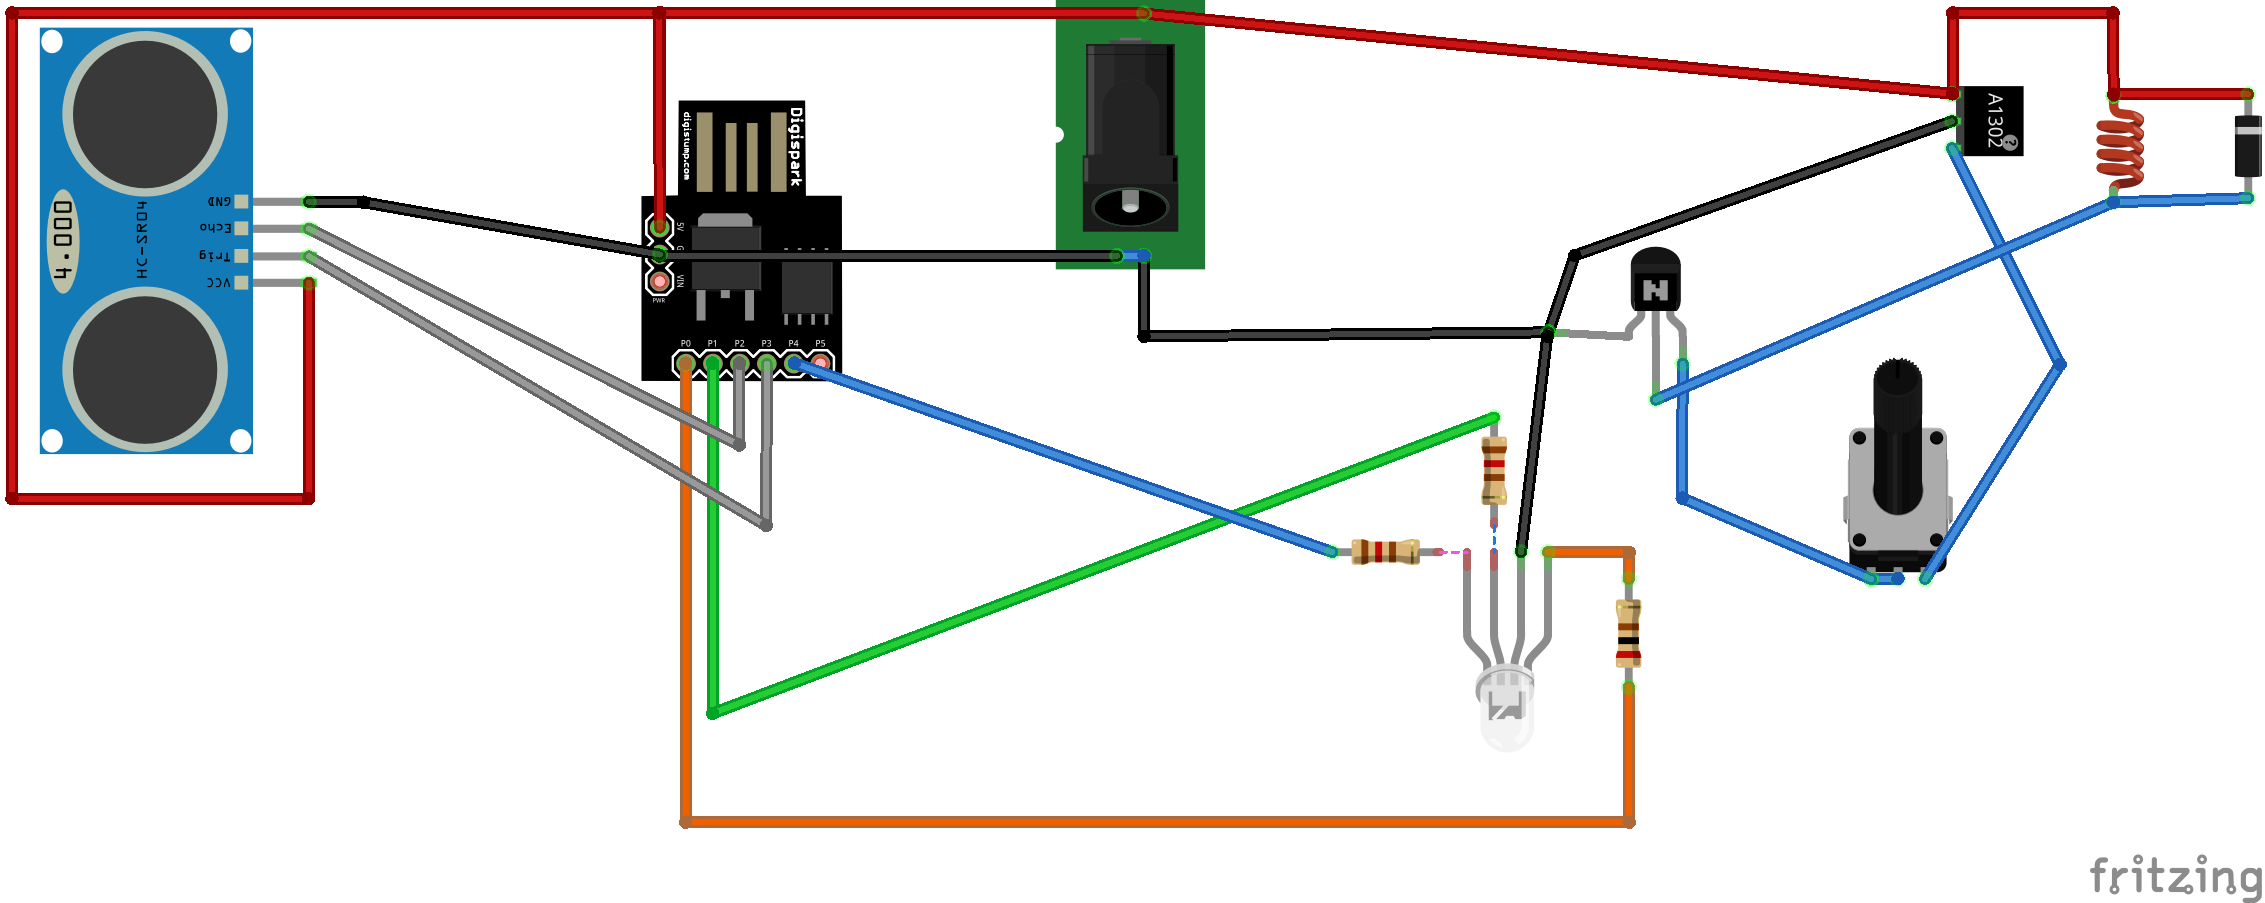 GND
Echo
Trig
VCC
HC-SR04
4.000
Digispark
digistump.com
5V
G
VIN
PWR
P0
P1
P2
P3
P4
P5
A1302
?
N
fritzing